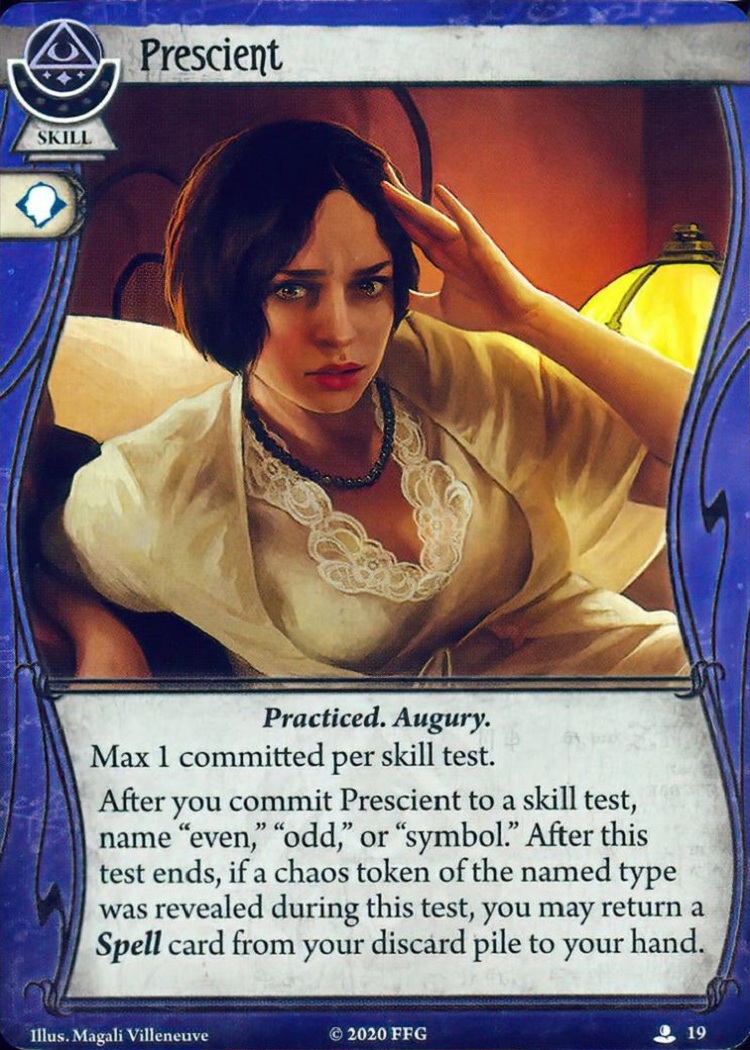 Prescient
SKILL
Practiced. Augury.
Max 1 committed per skill test.
After you commit Prescient to a skill test,
name “even,” “odd,” or “symbol.” After this
test ends, if a chaos token of the named type
was revealed during this test, you may return a
Spell card from your discard pile to your hand.
Illus. Magali Villeneuve
© 2020 FFG
19